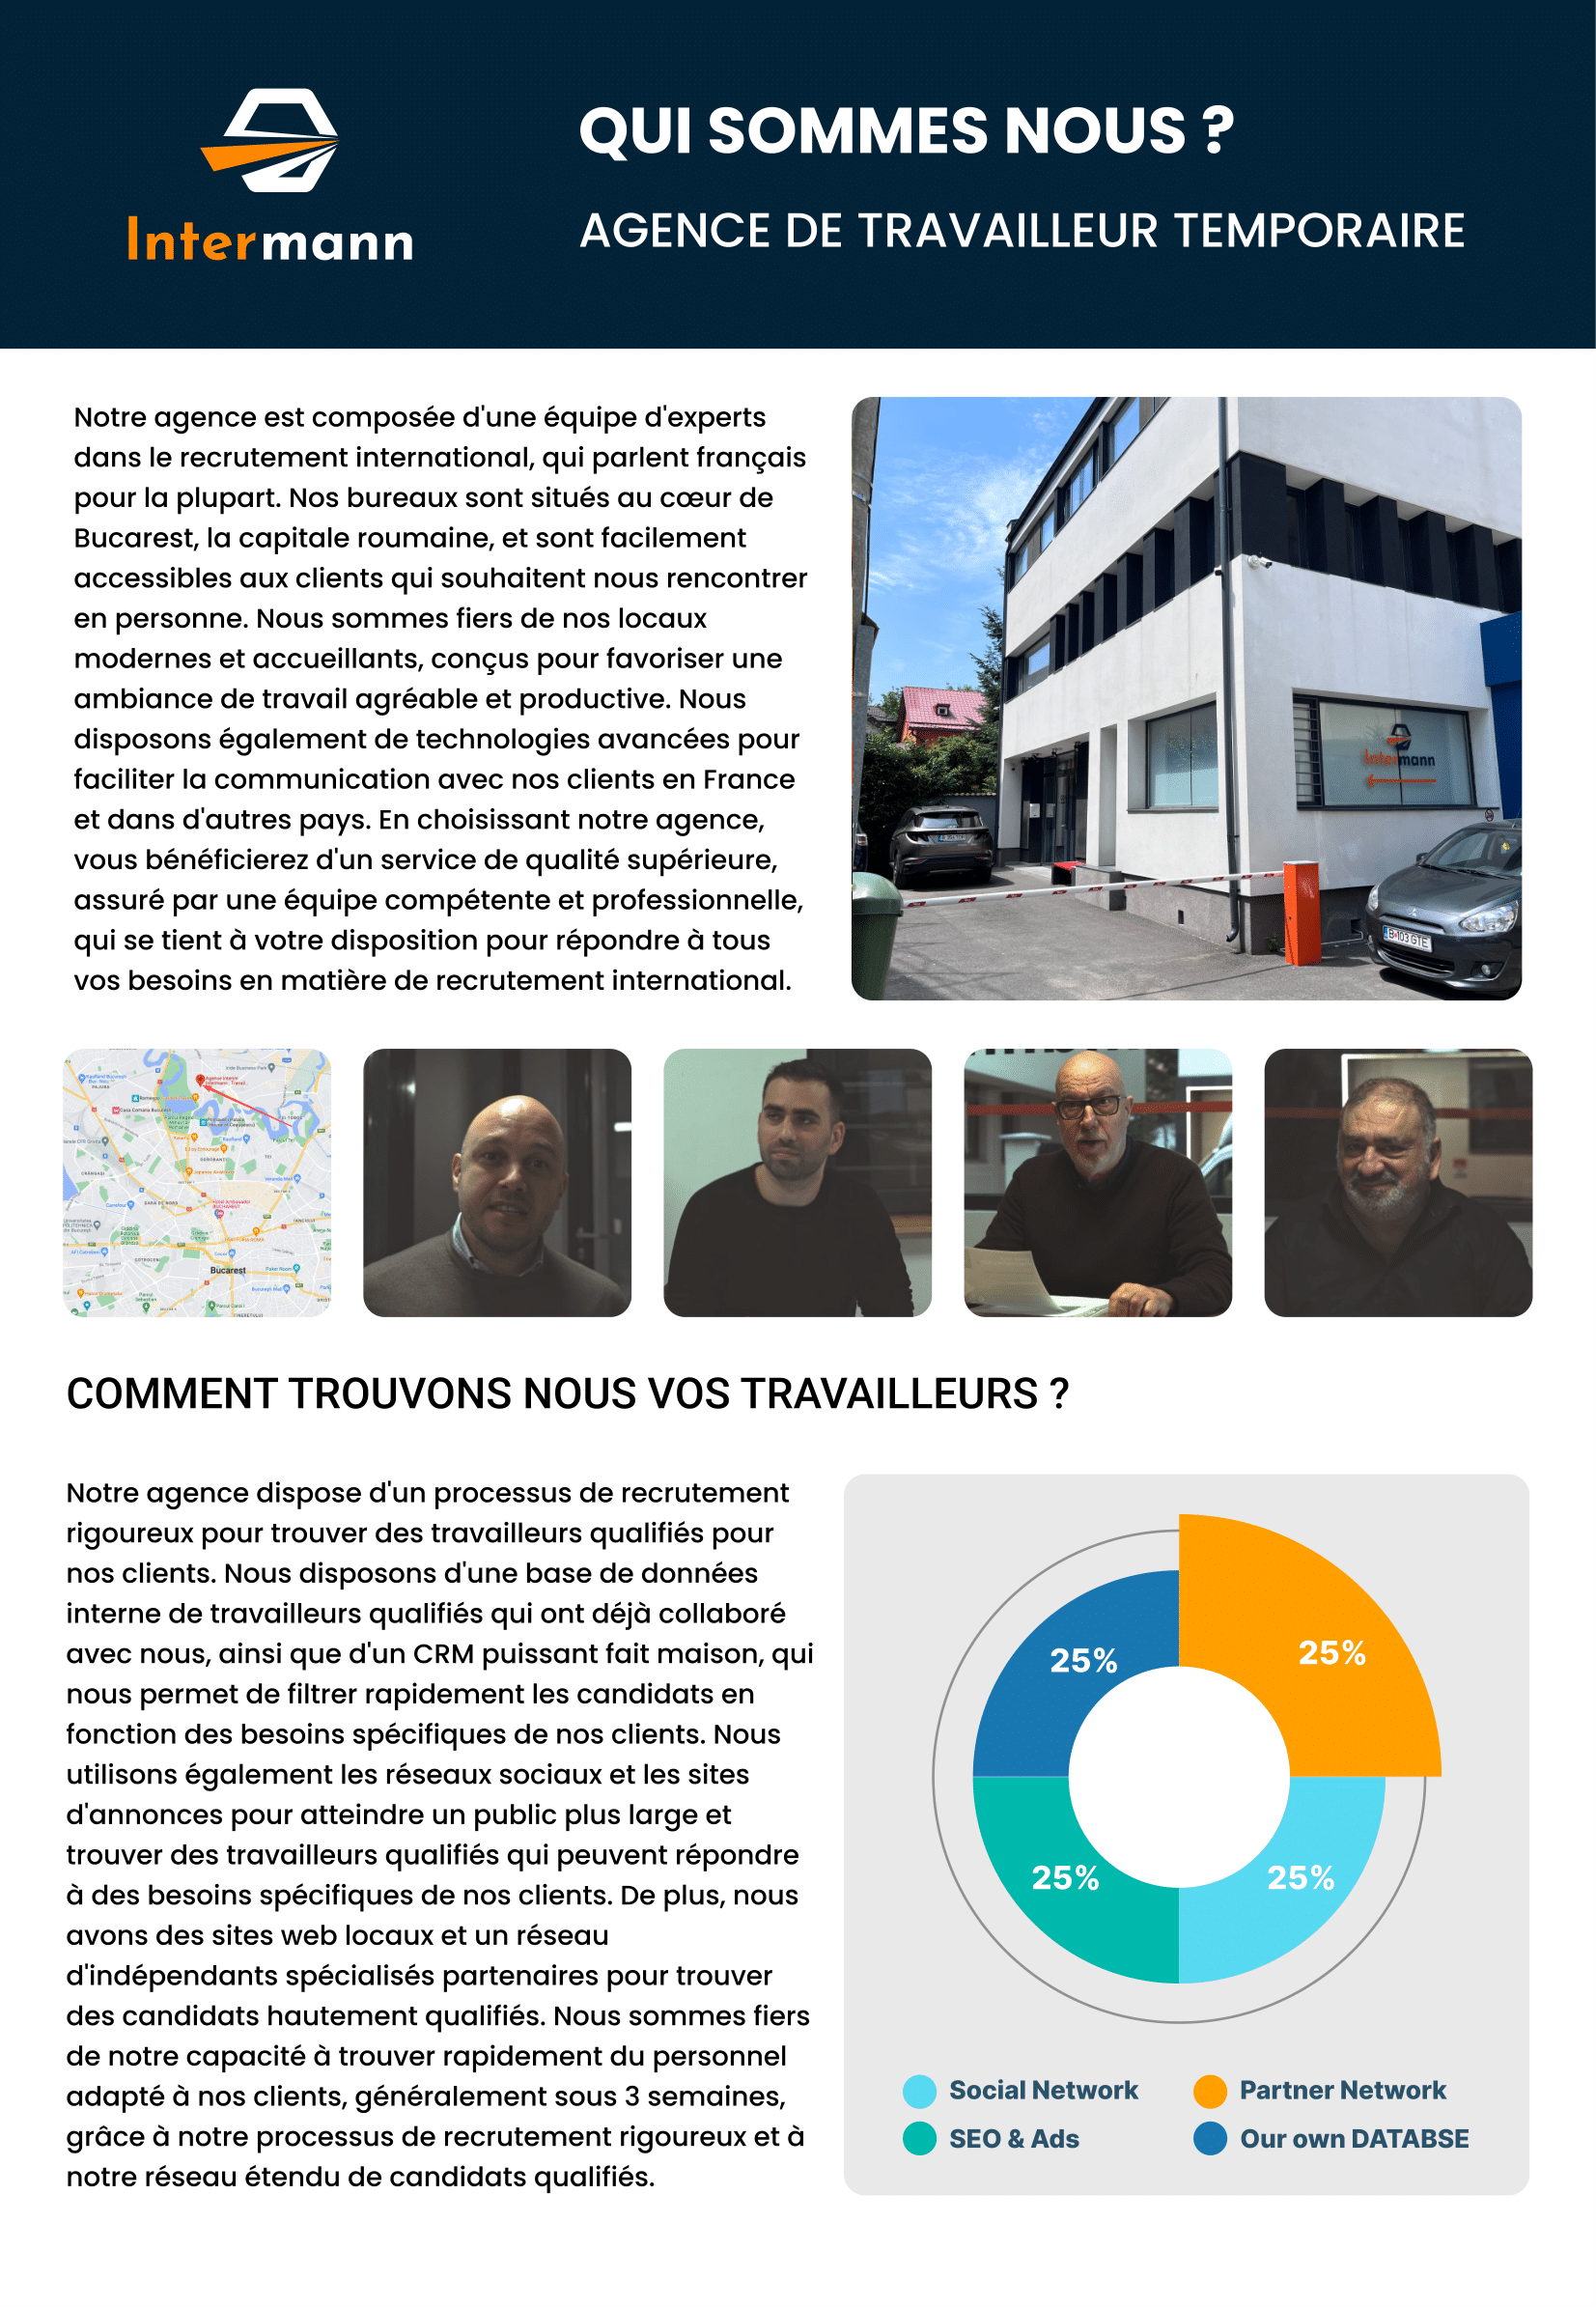 Intermann
QUI SOMMES NOUS ?
AGENCE DE TRAVAILLEUR TEMPORAIRE
Notre agence est composée d'une équipe d'experts
dans le recrutement international, qui parlent français
pour la plupart. Nos bureaux sont situés au cœur de
Bucarest, la capitale roumaine, et sont facilement
accessibles aux clients qui souhaitent nous rencontrer
en personne. Nous sommes fiers de nos locaux
modernes et accueillants, conçus pour favoriser une
ambiance de travail agréable et productive. Nous
disposons également de technologies avancées pour
faciliter la communication avec nos clients en France
et dans d'autres pays. En choisissant notre agence,
vous bénéficierez d'un service de qualité supérieure,
assuré par une équipe compétente et professionnelle,
qui se tient à votre disposition pour répondre à tous
vos besoins en matière de recrutement international.
Intermann
B 103 GTE
Bucarest
COMMENT TROUVONS NOUS VOS TRAVAILLEURS ?
Notre agence dispose d'un processus de recrutement
rigoureux pour trouver des travailleurs qualifiés pour
nos clients. Nous disposons d'une base de données
interne de travailleurs qualifiés qui ont déjà collaboré
avec nous, ainsi que d'un CRM puissant fait maison, qui
nous permet de filtrer rapidement les candidats en
fonction des besoins spécifiques de nos clients. Nous
utilisons également les réseaux sociaux et les sites
d'annonces pour atteindre un public plus large et
trouver des travailleurs qualifiés qui peuvent répondre
à des besoins spécifiques de nos clients. De plus, nous
avons des sites web locaux et un réseau
d'indépendants spécialisés partenaires pour trouver
des candidats hautement qualifiés. Nous sommes fiers
de notre capacité à trouver rapidement du personnel
adapté à nos clients, généralement sous 3 semaines,
grâce à notre processus de recrutement rigoureux et à
notre réseau étendu de candidats qualifiés.
25%
25%
25%
25%
Social Network
Partner Network
SEO & Ads
Our own DATABSE